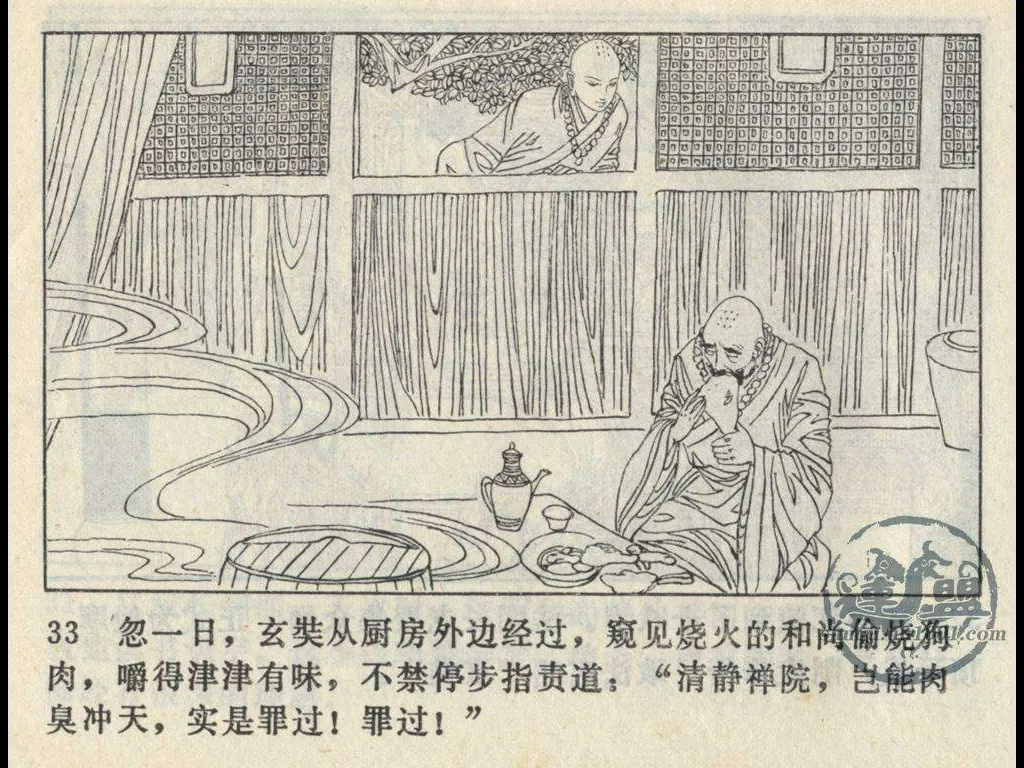 33 忽一日，玄奘从厨房外边经过，窥见烧火的和尚偷烧狗
肉，嚼得津津有味，不禁停步指责道：“清静禅院，岂能肉
臭冲天，实是罪过！罪过！”